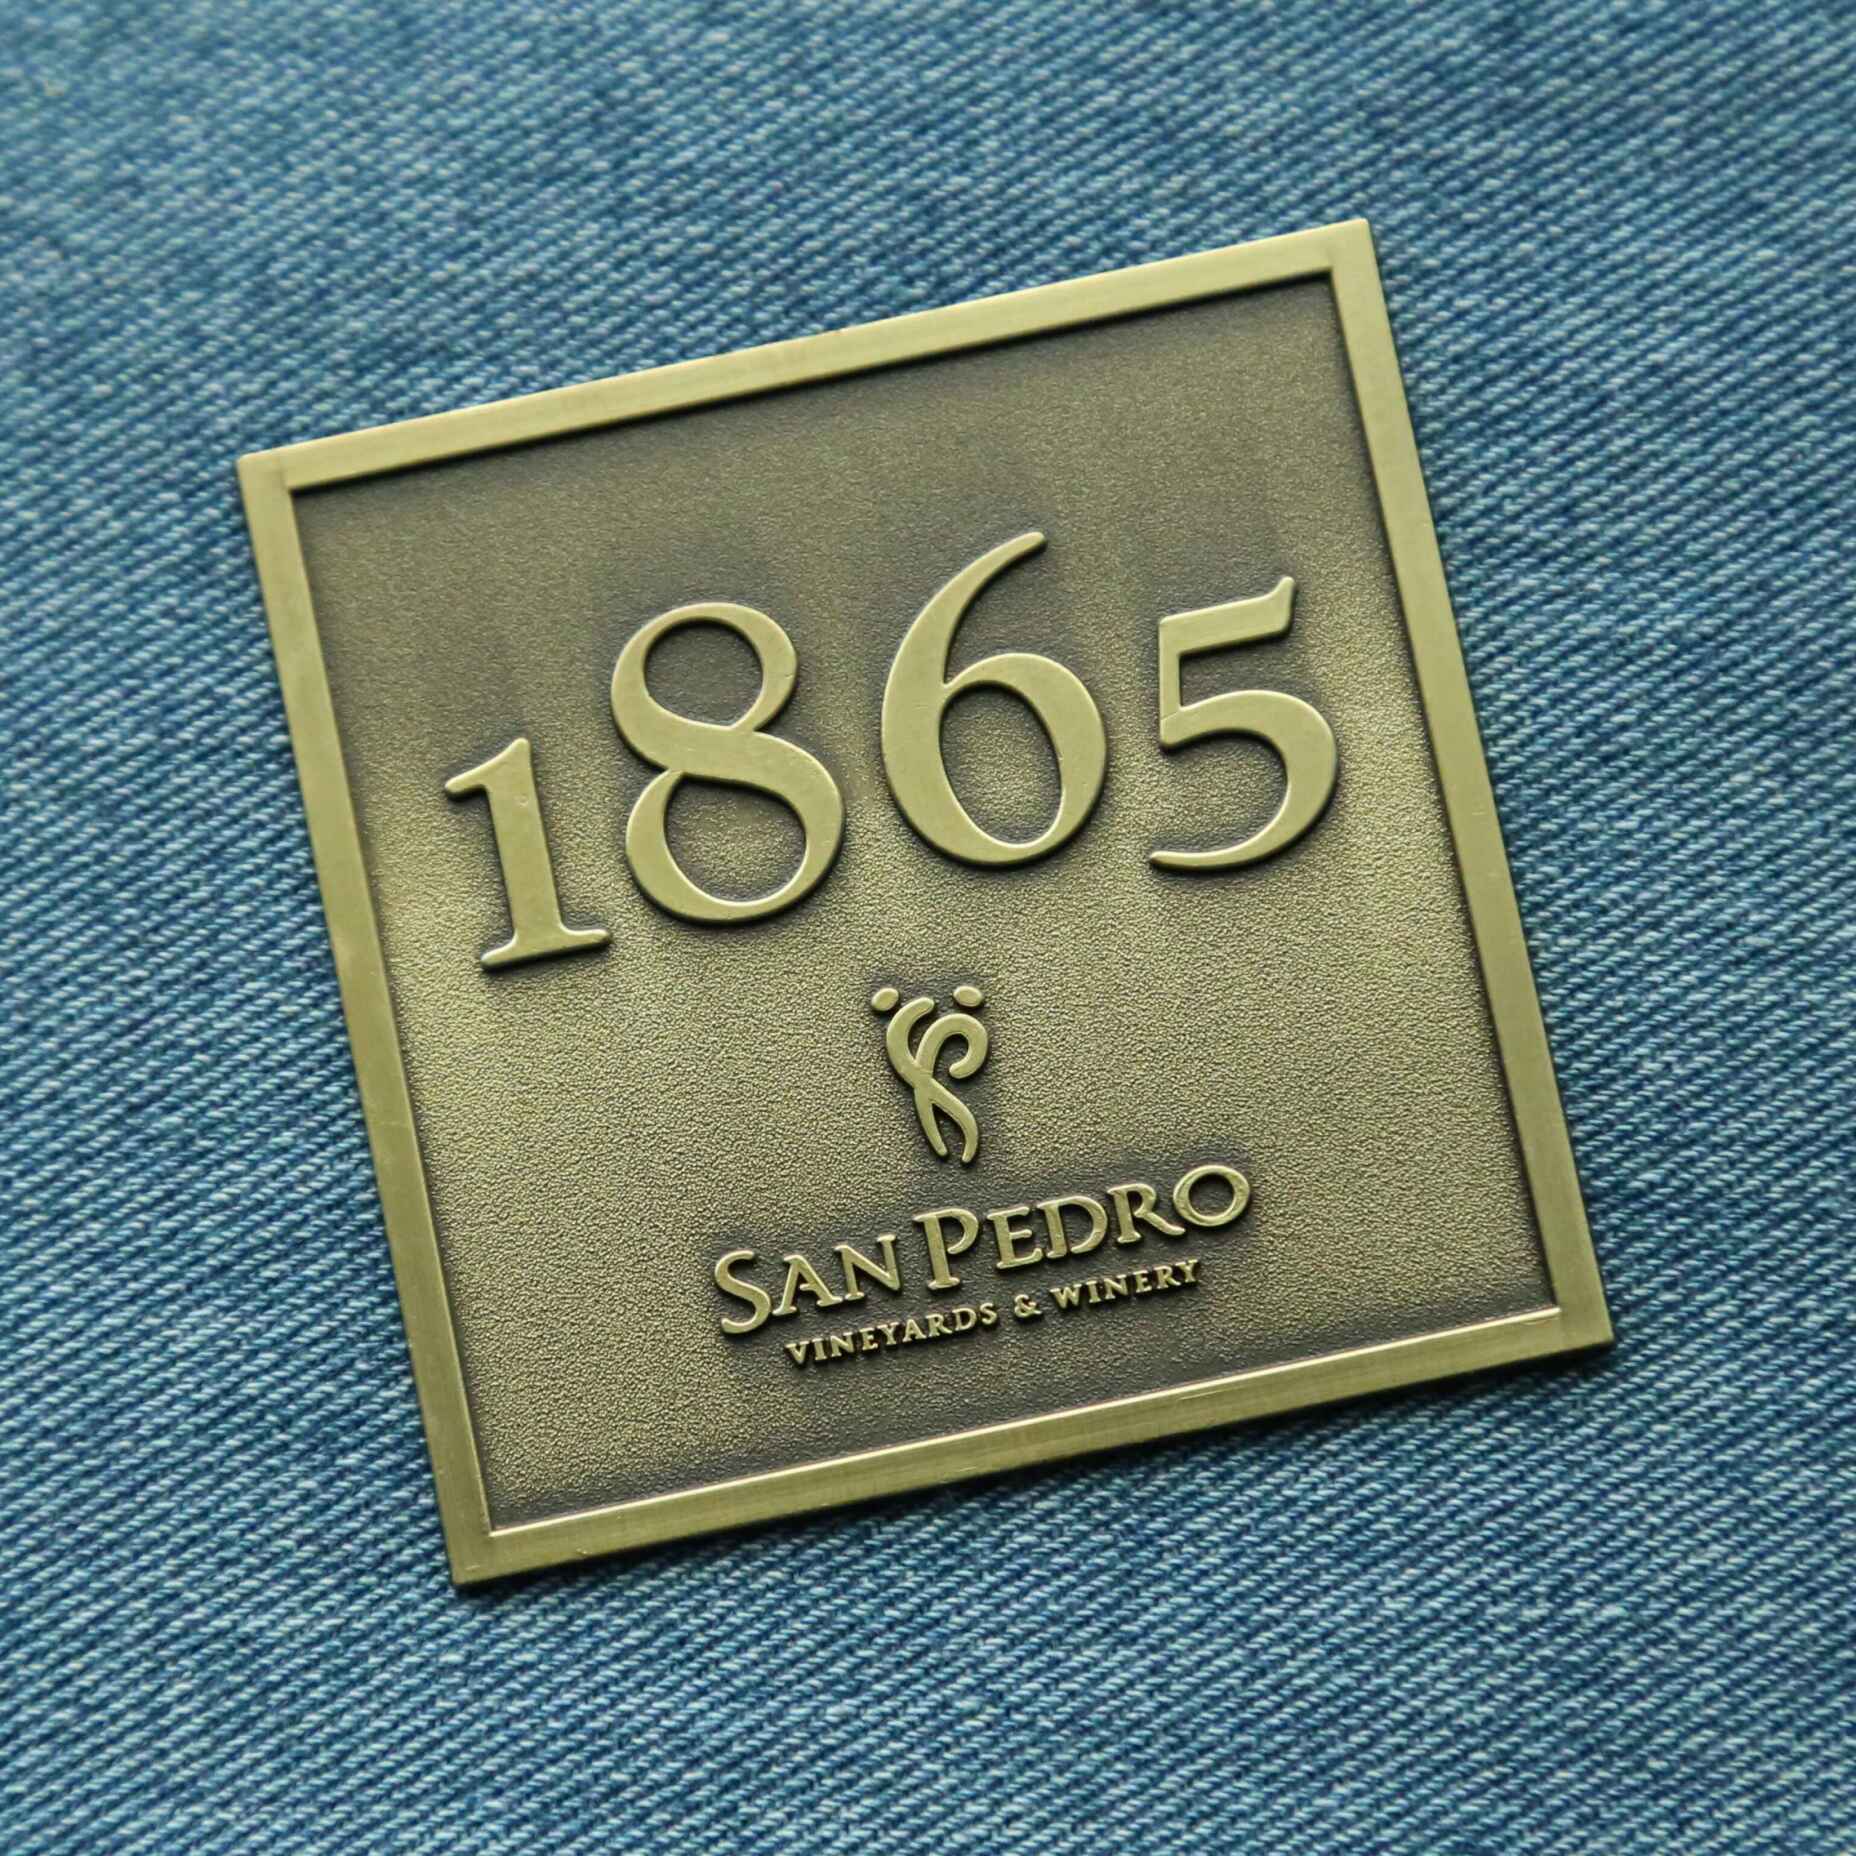 1865
SAN PEDRO
VINEYARDS & WINERY